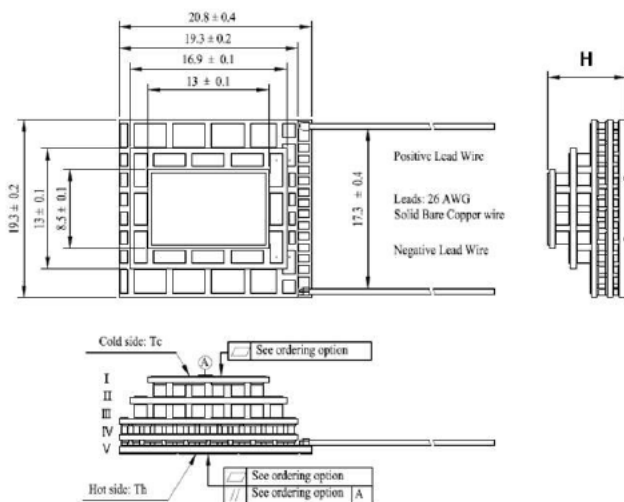 20.8 ± 0.4
19.3 ± 0.2
16.9 ± 0.1
13 ± 0.1
H
19.3 ± 0.2
13 ± 0.1
8.5 ± 0.1
17.3 ± 0.4
Positive Lead Wire
Leads: 26 AWG
Solid Bare Copper wire
Negative Lead Wire
Cold side: Tc
A
See ordering option
I
II
III
IV
V
Hot side: Th
See ordering option
// See ordering option A